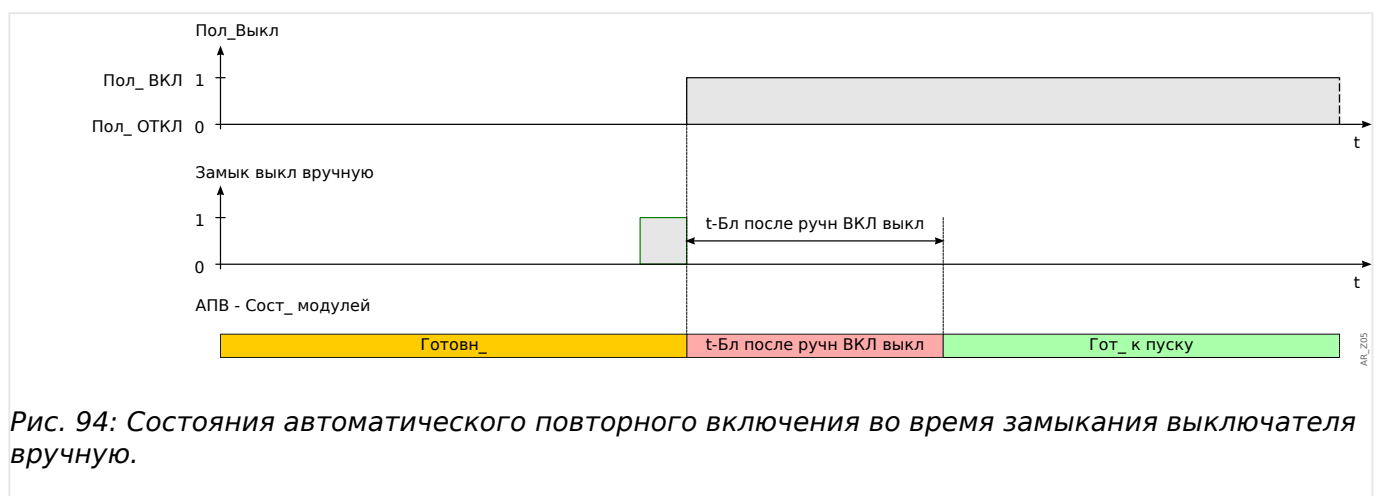 Пол_Выкл
Пол_ ВКЛ 1
Пол_ ОТКЛ 0
t
Замык выкл вручную
1
t-Бл после ручн ВКЛ выкл
0
t
АПВ - Сост_ модулей
Готовн_ t-Бл после ручн ВКЛ выкл Гот_ к пуску
AR_Z05
Рис. 94: Состояния автоматического повторного включения во время замыкания выключателя
вручную.